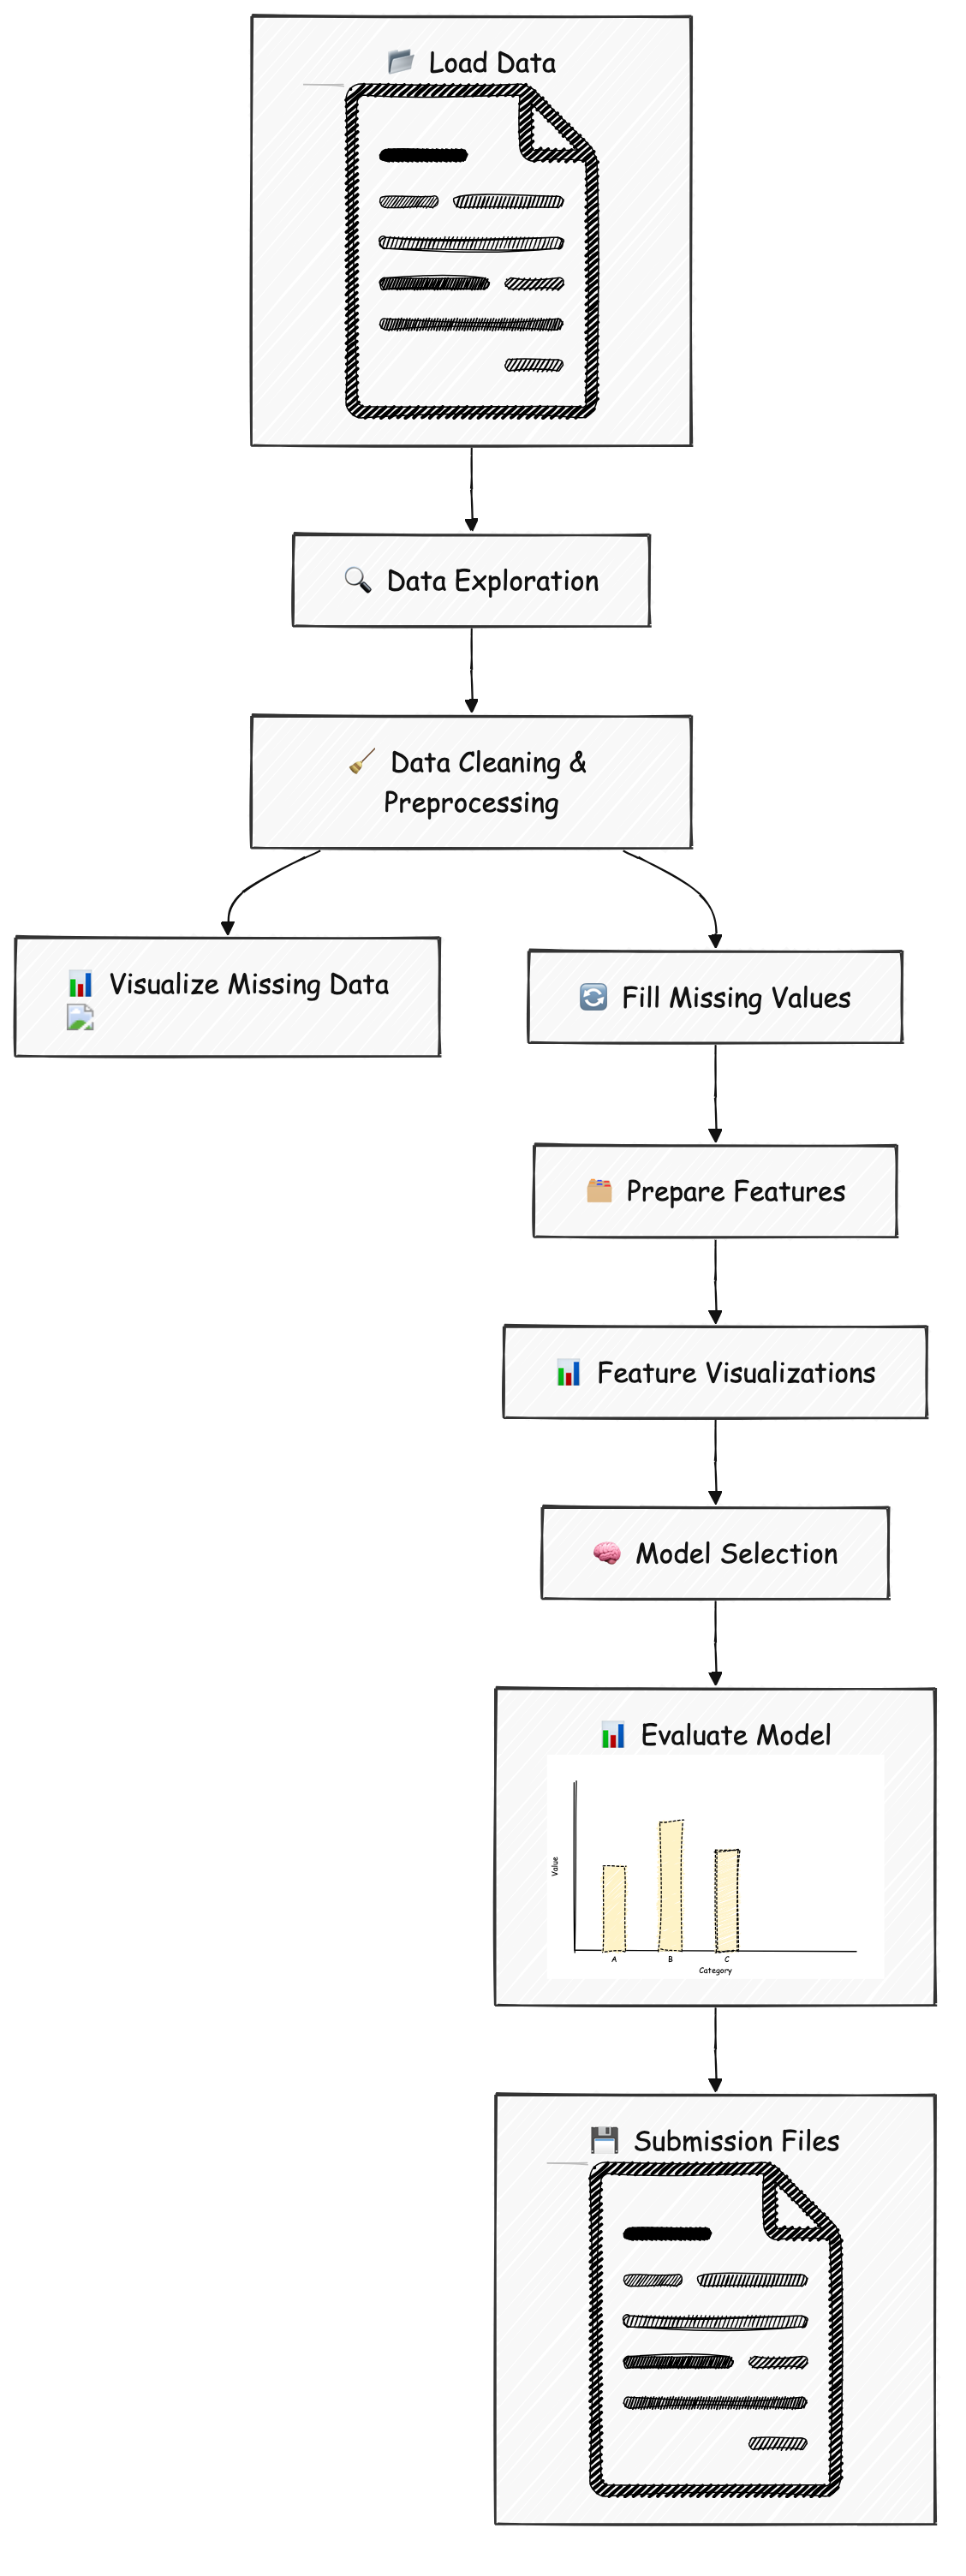 Load Data
Data Exploration
Data Cleaning &
Preprocessing
Visualize Missing Data
Fill Missing Values
Prepare Features
Feature Visualizations
Model Selection
Evaluate Model
Value
A B C
Category
Submission Files